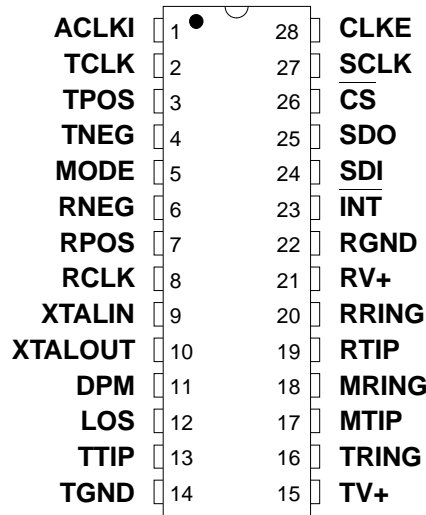 ACLKI 1 28 CLKE
TCLK 2 27 SCLK
TPOS 3 26 C̅S̅
TNEG 4 25 SDO
MODE 5 24 SDI
RNEG 6 23 I̅N̅T̅
RPOS 7 22 RGND
RCLK 8 21 RV+
XTALIN 9 20 RRING
XTALOUT 10 19 RTIP
DPM 11 18 MRING
LOS 12 17 MTIP
TTIP 13 16 TRING
TGND 14 15 TV+